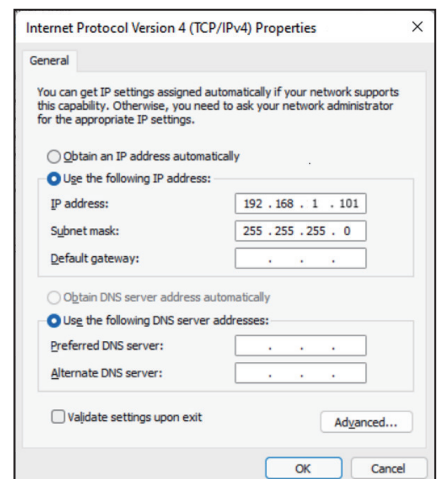 Internet Protocol Version 4 (TCP/IPv4) Properties
General
You can get IP settings assigned automatically if your network supports
this capability. Otherwise, you need to ask your network administrator
for the appropriate IP settings.
Obtain an IP address automatically
Use the following IP address:
IP address: 192 . 168 . 1 . 101
Subnet mask: 255 . 255 . 255 . 0
Default gateway: . . .
Obtain DNS server address automatically
Use the following DNS server addresses:
Preferred DNS server: . . .
Alternate DNS server: . . .
Validate settings upon exit
Advanced...
OK Cancel